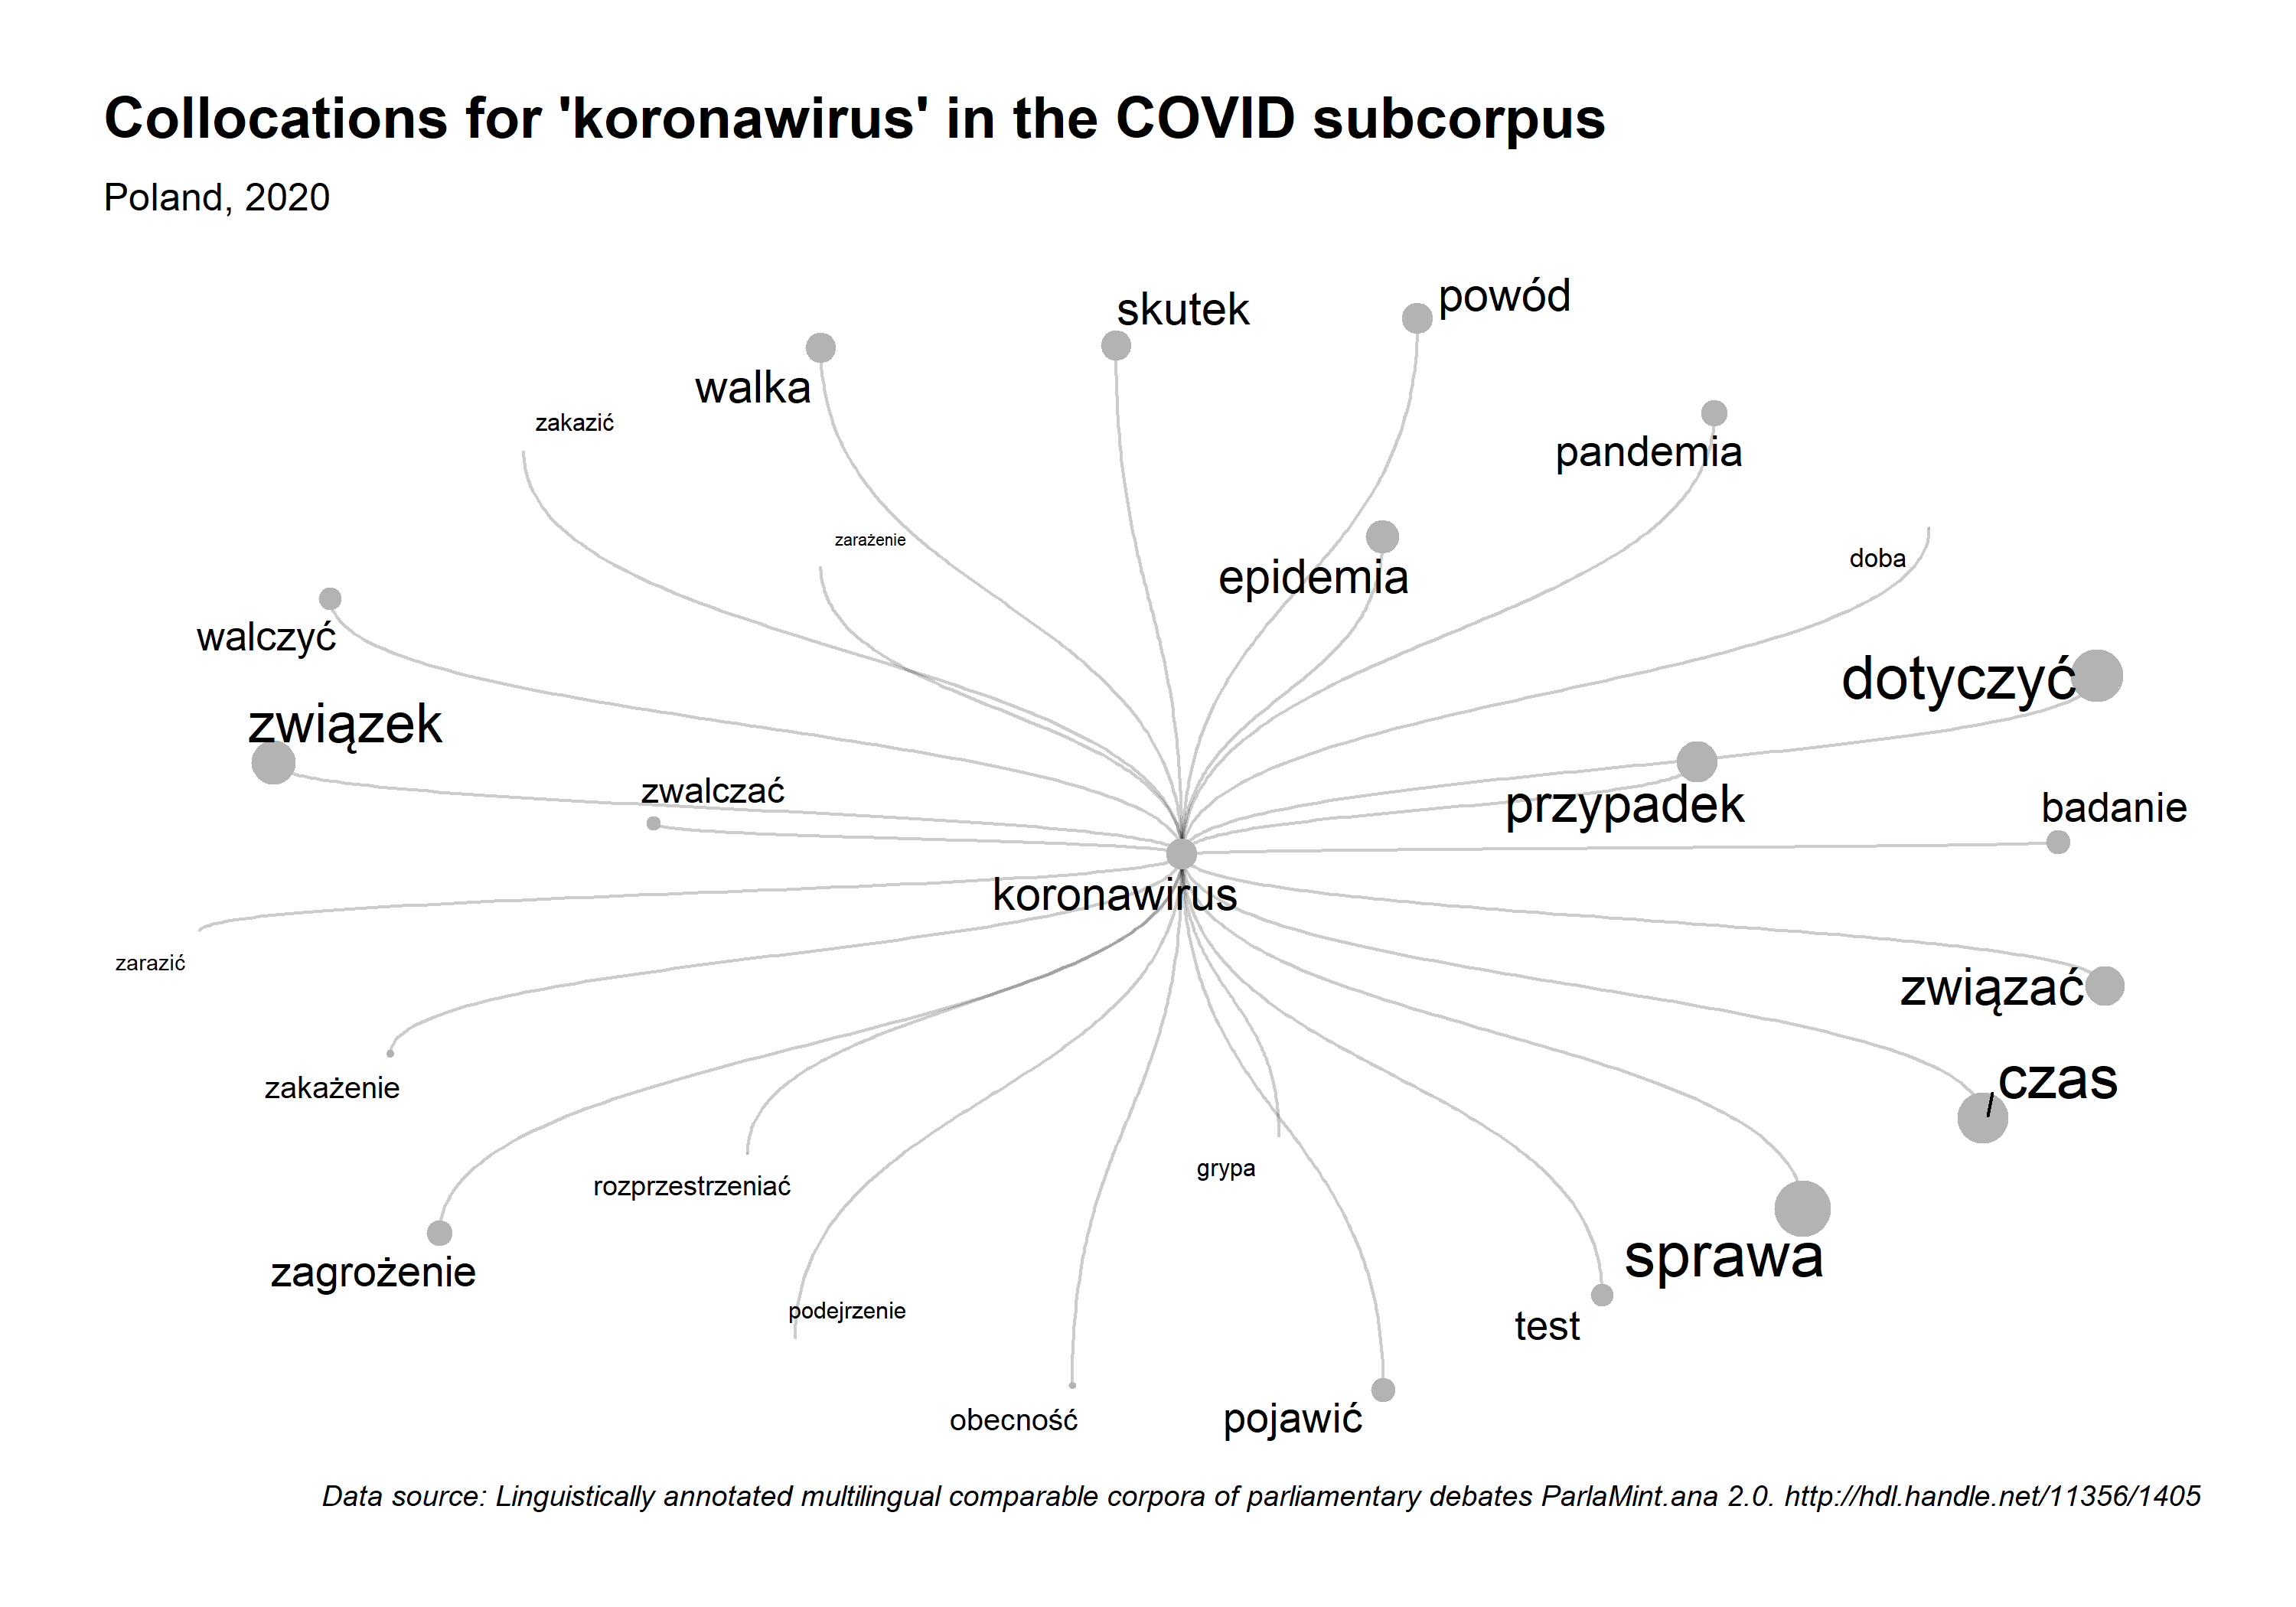 Collocations for 'koronawirus' in the COVID subcorpus
Poland, 2020
skutek
powód
walka
zakazić
pandemia
zarażenie
epidemia
doba
walczyć
dotyczyć
związek
zwalczać
przypadek
badanie
koronawirus
zarazić
związać
czas
zakażenie
rozprzestrzeniać
grypa
zagrożenie
sprawa
podejrzenie
test
obecność
pojawić
Data source: Linguistically annotated multilingual comparable corpora of parliamentary debates ParlaMint.ana 2.0. http://hdl.handle.net/11356/1405